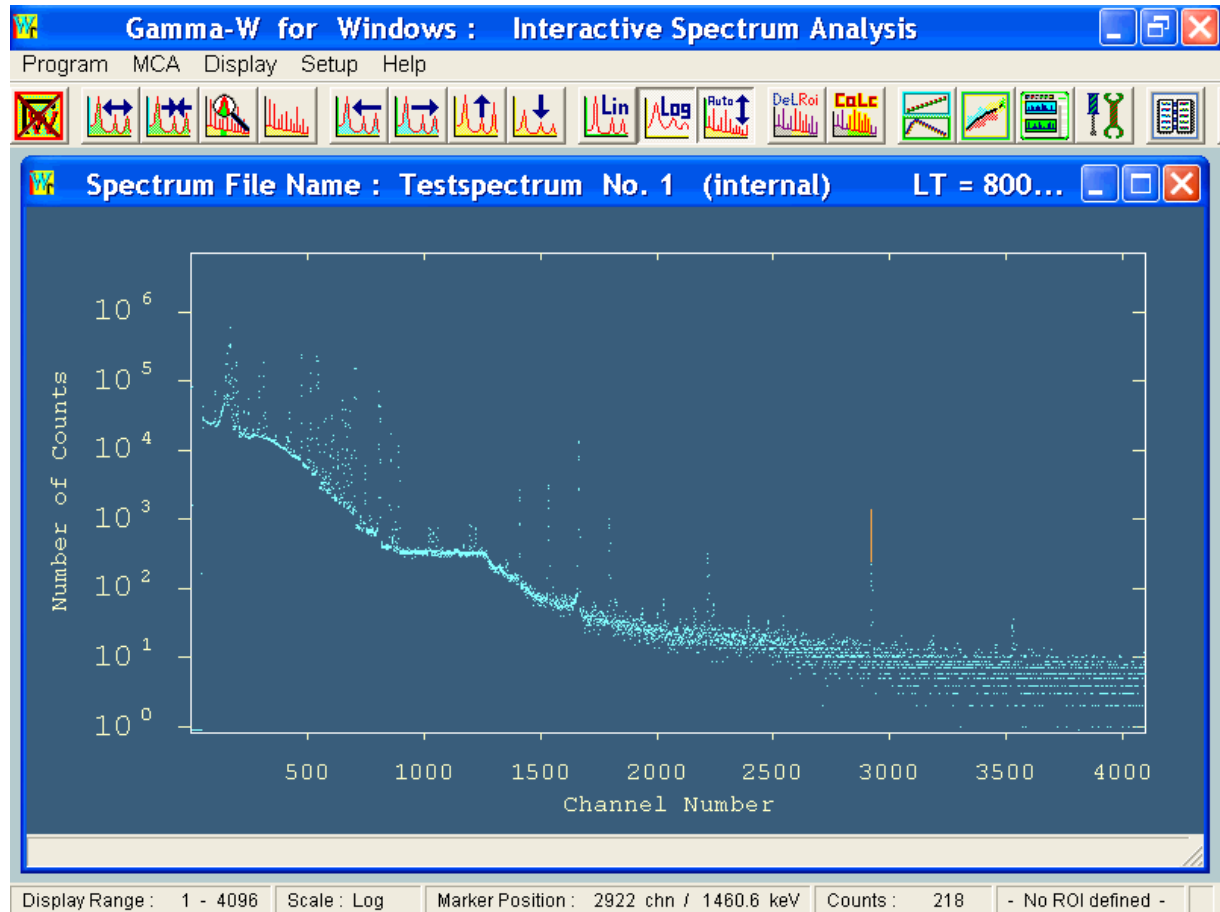 Gamma-W for Windows : Interactive Spectrum Analysis
Program MCA Display Setup Help
Lin Log Auto DeLRoi CaLc
Spectrum File Name : Testspectrum No. 1 (internal) LT = 800...
10^6
10^5
10^4
10^3
10^2
10^1
10^0
Number of Counts
500 1000 1500 2000 2500 3000 3500 4000
Channel Number
Display Range : 1 - 4096 Scale : Log Marker Position : 2922 chn / 1460.6 keV Counts : 218 - No ROI defined -